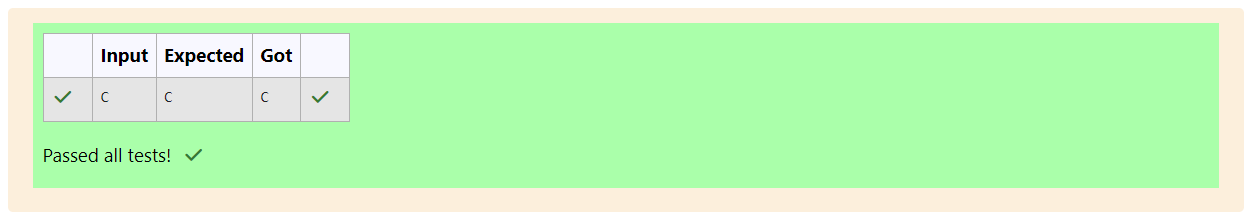 Input Expected Got
C C C
Passed all tests!